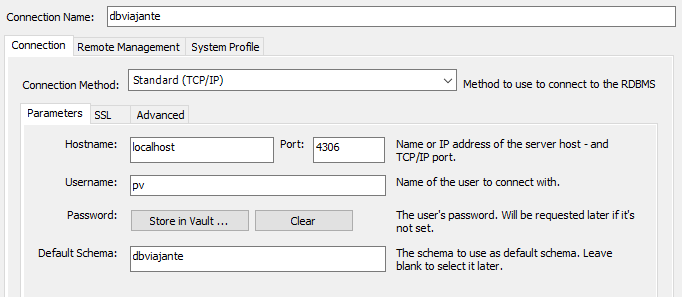 Connection Name: dbviajante
Connection Remote Management System Profile
Connection Method: Standard (TCP/IP) Method to use to connect to the RDBMS
Parameters SSL Advanced
Hostname: localhost Port: 4306 Name or IP address of the server host - and
TCP/IP port.
Username: pv Name of the user to connect with.
Password: Store in Vault ... Clear The user's password. Will be requested later if it's
not set.
Default Schema: dbviajante The schema to use as default schema. Leave
blank to select it later.